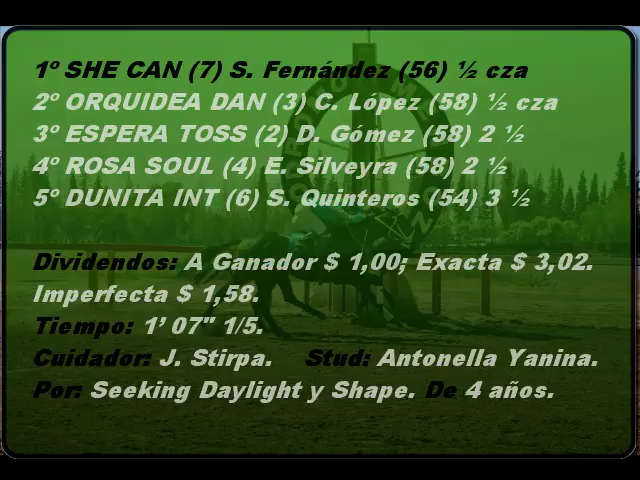 1º SHE CAN (7) S. Fernández (56) ½ cza
2º ORQUIDEA DAN (3) C. López (58) ½ cza
3º ESPERA TOSS (2) D. Gómez (58) 2 ½
4º ROSA SOUL (4) E. Silveyra (58) 2 ½
5º DUNITA INT (6) S. Quinteros (54) 3 ½
Dividendos: A Ganador $ 1,00; Exacta $ 3,02.
Imperfecta $ 1,58.
Tiempo: 1’ 07" 1/5.
Cuidador: J. Stirpa. Stud: Antonella Yanina.
Por: Seeking Daylight y Shape. De 4 años.